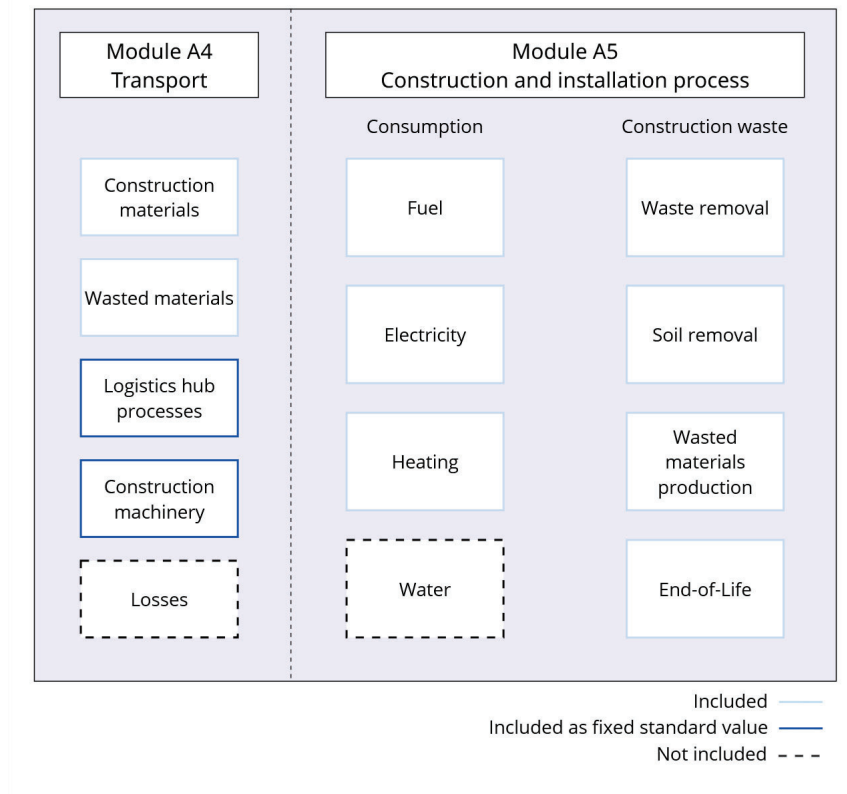 Module A4
Transport
Module A5
Construction and installation process
Consumption
Construction waste
Construction
materials
Wasted materials
Logistics hub
processes
Construction
machinery
Losses
Fuel
Electricity
Heating
Water
Waste removal
Soil removal
Wasted
materials
production
End-of-Life
Included
Included as fixed standard value
Not included